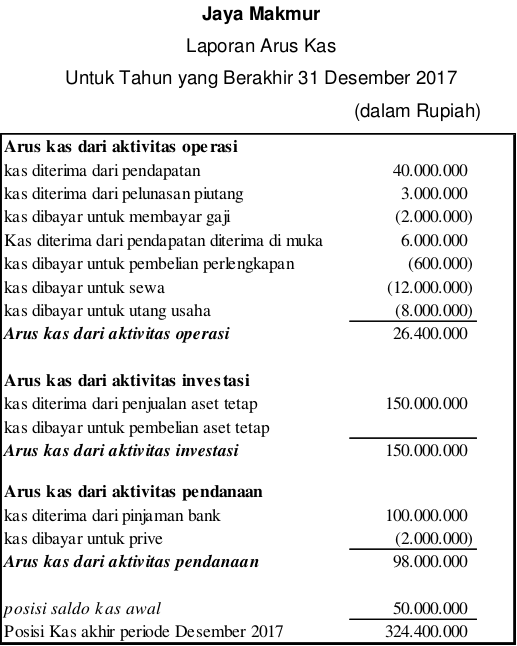 Jaya Makmur
Laporan Arus Kas
Untuk Tahun yang Berakhir 31 Desember 2017
(dalam Rupiah)
Arus kas dari aktivitas operasi
kas diterima dari pendapatan 40.000.000
kas diterima dari pelunasan piutang 3.000.000
kas dibayar untuk membayar gaji (2.000.000)
Kas diterima dari pendapatan diterima di muka 6.000.000
kas dibayar untuk pembelian perlengkapan (600.000)
kas dibayar untuk sewa (12.000.000)
kas dibayar untuk utang usaha (8.000.000)
Arus kas dari aktivitas operasi 26.400.000
Arus kas dari aktivitas investasi
kas diterima dari penjualan aset tetap 150.000.000
kas dibayar untuk pembelian aset tetap
Arus kas dari aktivitas investasi 150.000.000
Arus kas dari aktivitas pendanaan
kas diterima dari pinjaman bank 100.000.000
kas dibayar untuk prive (2.000.000)
Arus kas dari aktivitas pendanaan 98.000.000
posisi saldo kas awal 50.000.000
Posisi Kas akhir periode Desember 2017 324.400.000